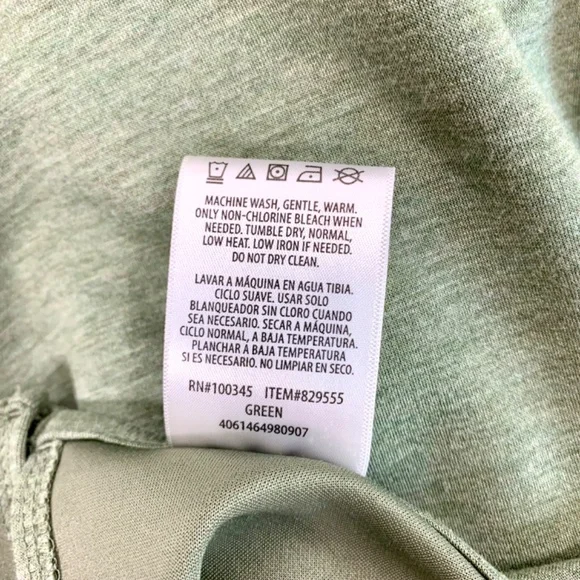 MACHINE WASH, GENTLE, WARM.
ONLY NON-CHLORINE BLEACH WHEN
NEEDED. TUMBLE DRY, NORMAL,
LOW HEAT. LOW IRON IF NEEDED.
DO NOT DRY CLEAN.
LAVAR A MÁQUINA EN AGUA TIBIA.
CICLO SUAVE. USAR SOLO
BLANQUEADOR SIN CLORO CUANDO
SEA NECESARIO. SECAR A MÁQUINA,
CICLO NORMAL, A BAJA TEMPERATURA.
PLANCHAR A BAJA TEMPERATURA
SI ES NECESARIO. NO LIMPIAR EN SECO.
RN#100345 ITEM#829555
GREEN
4061464980907